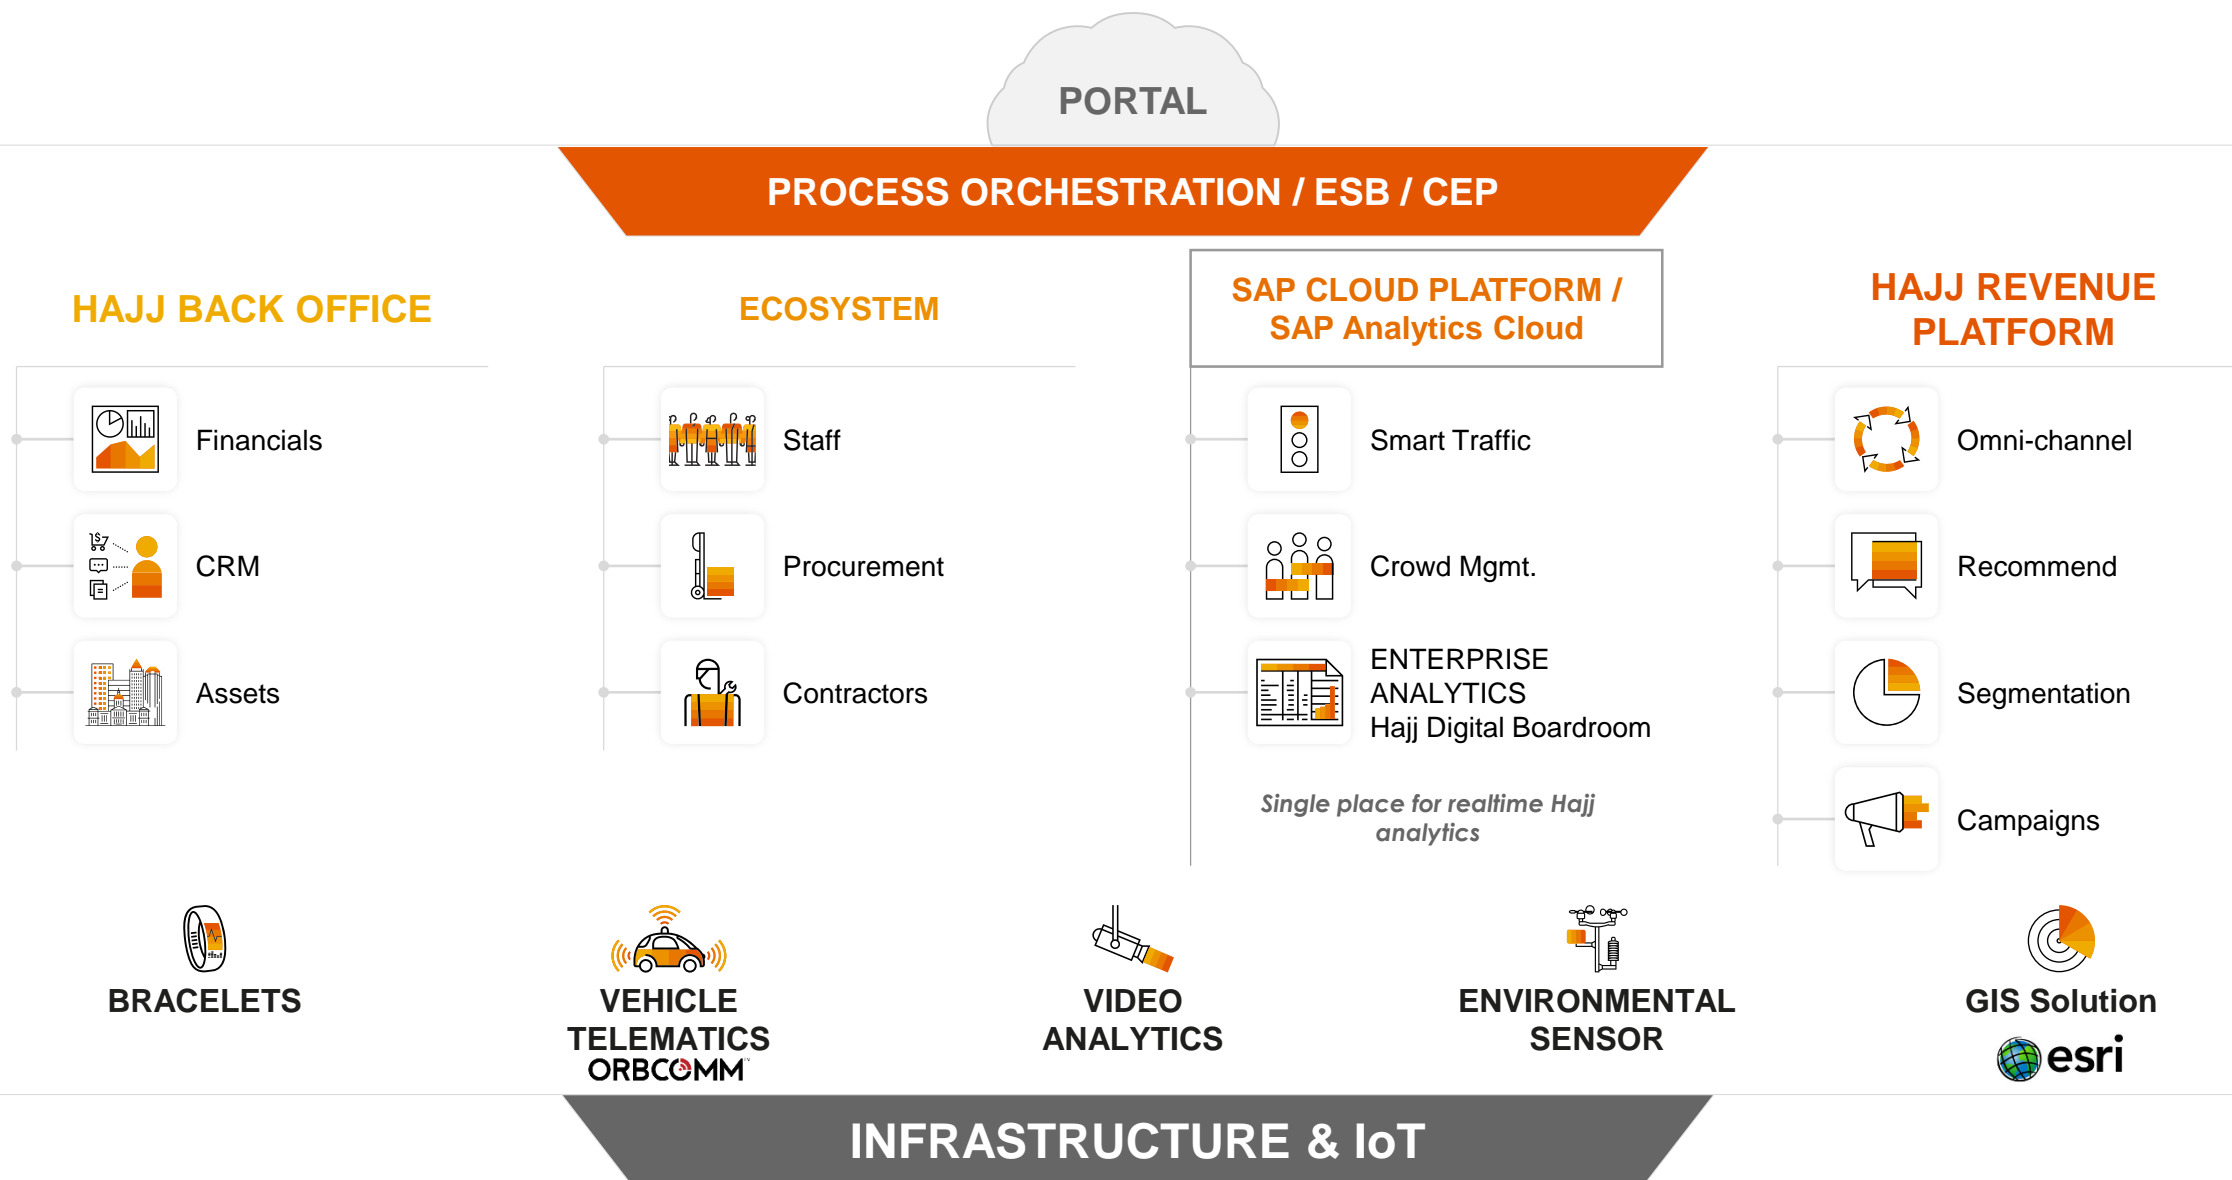 PORTAL
PROCESS ORCHESTRATION / ESB / CEP
HAJJ BACK OFFICE
Financials
CRM
Assets
ECOSYSTEM
Staff
Procurement
Contractors
SAP CLOUD PLATFORM /
SAP Analytics Cloud
Smart Traffic
Crowd Mgmt.
ENTERPRISE
ANALYTICS
Hajj Digital Boardroom
Single place for realtime Hajj
analytics
HAJJ REVENUE
PLATFORM
Omni-channel
Recommend
Segmentation
Campaigns
BRACELETS
VEHICLE
TELEMATICS
ORBCOMM
VIDEO
ANALYTICS
ENVIRONMENTAL
SENSOR
GIS Solution
esri
INFRASTRUCTURE & IoT